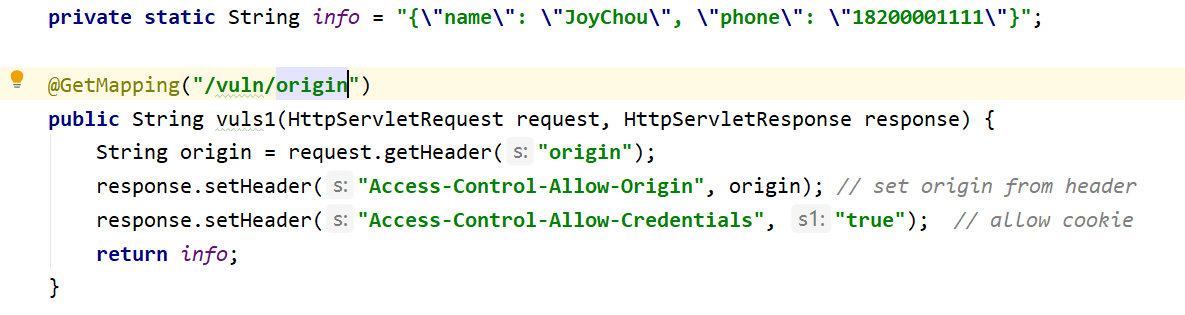 private static String info = "{\"name\": \"JoyChou\", \"phone\": \"18200001111\"}";
@GetMapping("/vuln/origin")
public String vuls1(HttpServletRequest request, HttpServletResponse response) {
String origin = request.getHeader( s: "origin");
response.setHeader( s: "Access-Control-Allow-Origin", origin); // set origin from header
response.setHeader( s: "Access-Control-Allow-Credentials", s1: "true");  // allow cookie
return info;
}